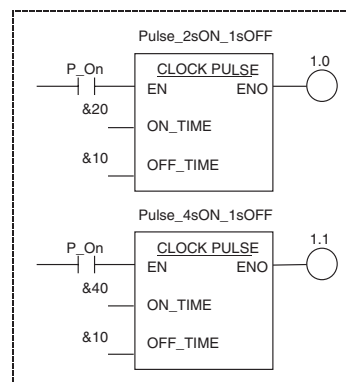 Pulse_2sON_1sOFF
1.0
P_On
CLOCK PULSE
EN ENO
&20
ON_TIME
&10
OFF_TIME
Pulse_4sON_1sOFF
1.1
P_On
CLOCK PULSE
EN ENO
&40
ON_TIME
&10
OFF_TIME